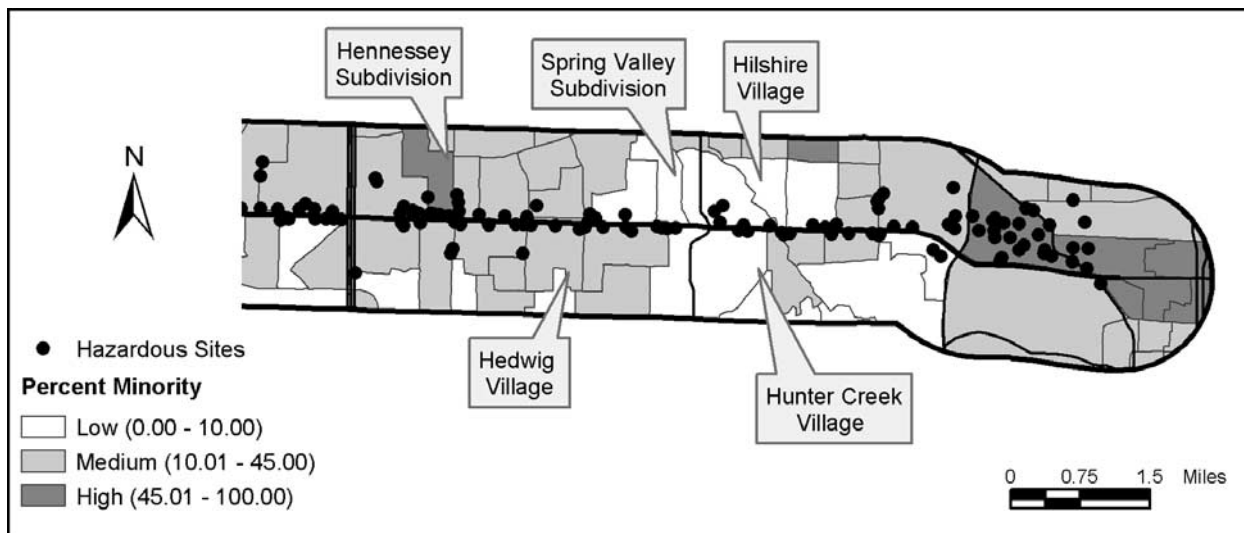 Hennessey
Subdivision
Spring Valley
Subdivision
Hilshire
Village
N
Hedwig
Village
Hunter Creek
Village
Hazardous Sites
Percent Minority
Low (0.00 - 10.00)
Medium (10.01 - 45.00)
High (45.01 - 100.00)
0 0.75 1.5 Miles